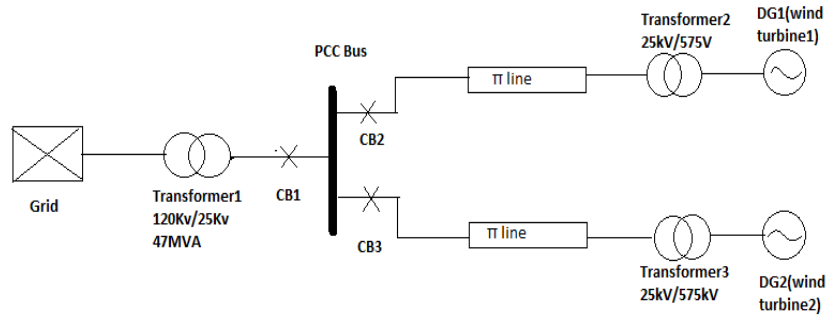 Transformer2
25kV/575V
DG1(wind
turbine1)
PCC Bus
π line
CB2
Grid
Transformer1
120Kv/25Kv
47MVA
CB1
CB3
π line
Transformer3
25kV/575kV
DG2(wind
turbine2)